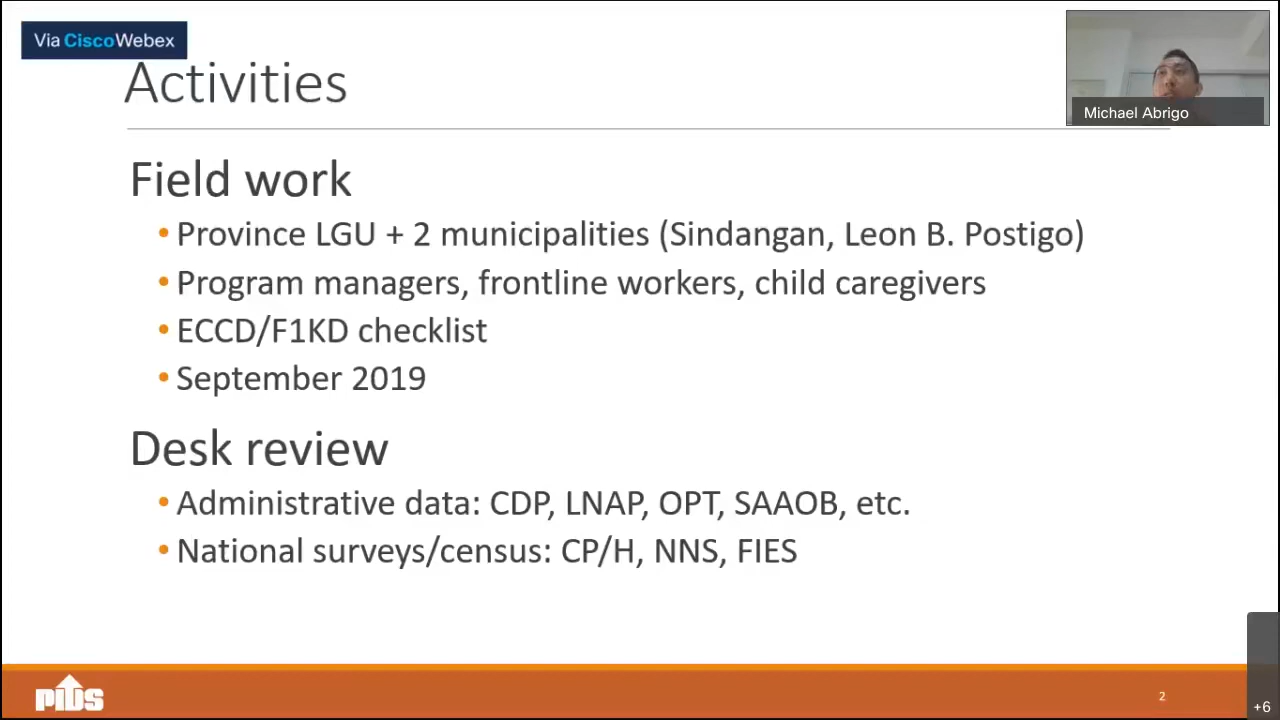 Via CiscoWebex
Activities
Michael Abrigo
Field work
•Province LGU + 2 municipalities (Sindangan, Leon B. Postigo)
•Program managers, frontline workers, child caregivers
•ECCD/F1KD checklist
•September 2019
Desk review
•Administrative data: CDP, LNAP, OPT, SAAOB, etc.
•National surveys/census: CP/H, NNS, FIES
PIDS
2
+6